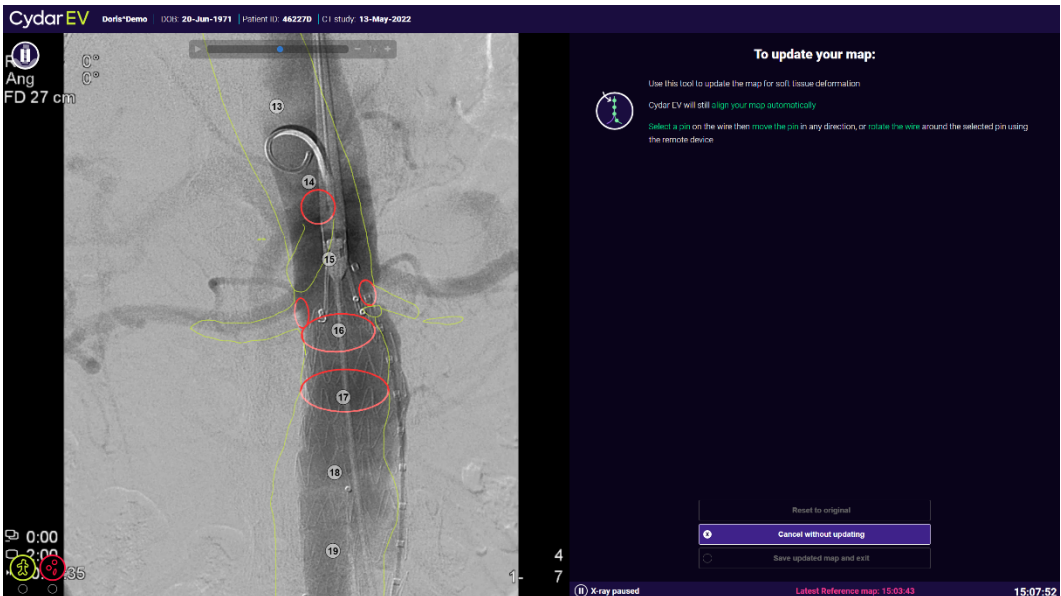 Cydar EV Doris^Demo DOB: 20-Jun-1971 Patient ID: 46227D CT study: 13-May-2022
0°
Ang 0°
FD 27 cm
13
14
15
16
17
18
19
0:00
2:00
35
4
1- 7
To update your map:
Use this tool to update the map for soft tissue deformation
Cydar EV will still align your map automatically
Select a pin on the wire then move the pin in any direction, or rotate the wire around the selected pin using
the remote device
Reset to original
Cancel without updating
Save updated map and exit
X-ray paused
Latest Reference map: 15:03:43
15:07:52